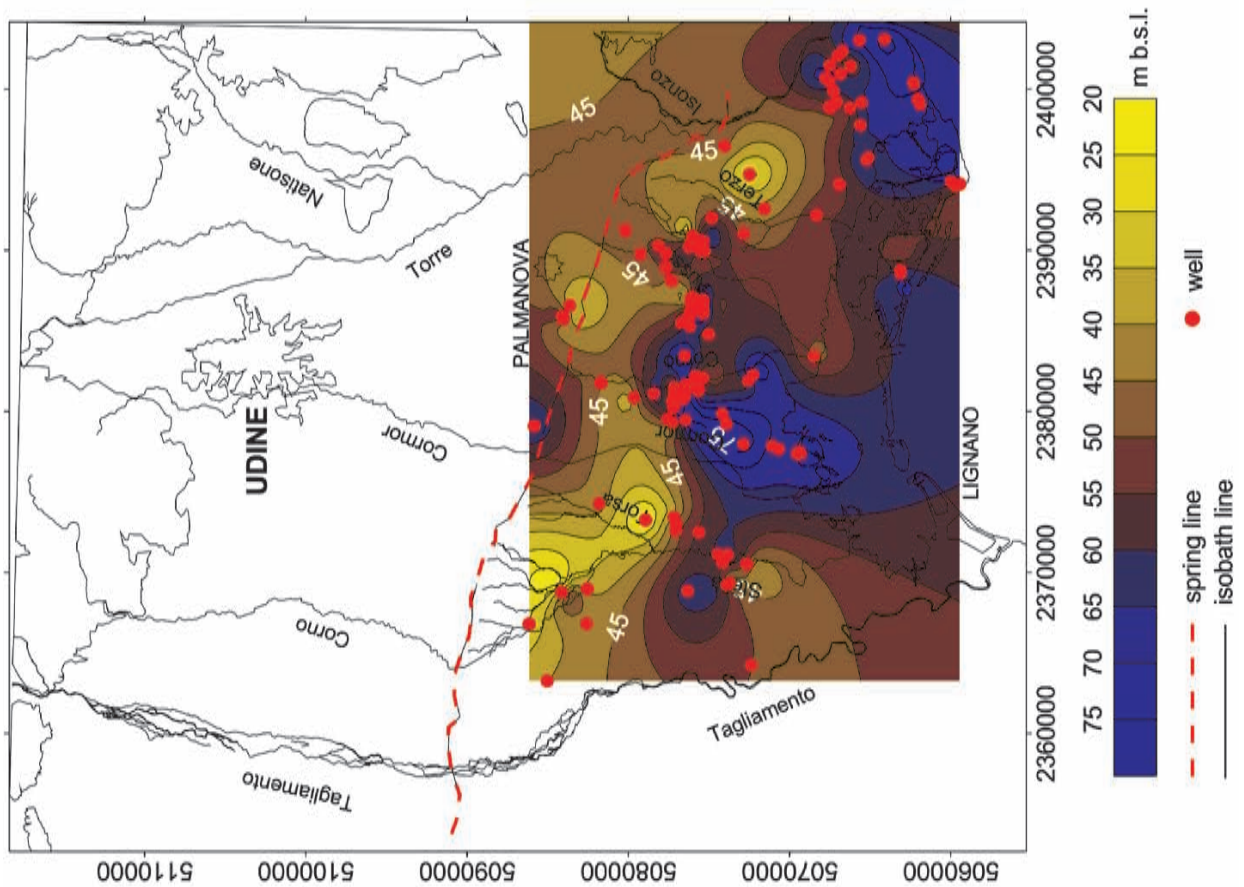 Natisone
Torre
UDINE
Cormor
Corno
Tagliamento
Tagliamento
PALMANOVA
LIGNANO
Isonzo
Terzo
Corno
Cormor
Torsa
Stella
45
45
45
45
45
45
45
75
5110000
5100000
5090000
5080000
5070000
5060000
2360000
2370000
2380000
2390000
2400000
m b.s.l.
75 70 65 60 55 50 45 40 35 30 25 20
spring line
isobath line
well